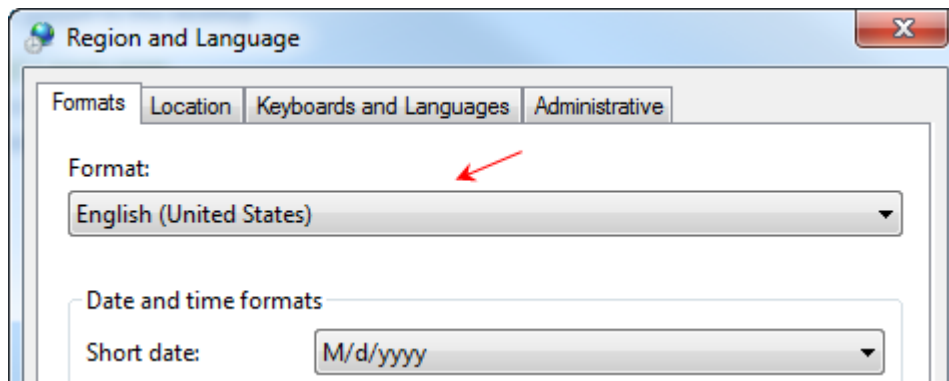 Region and Language
Formats Location Keyboards and Languages Administrative
Format:
English (United States)
Date and time formats
Short date: M/d/yyyy